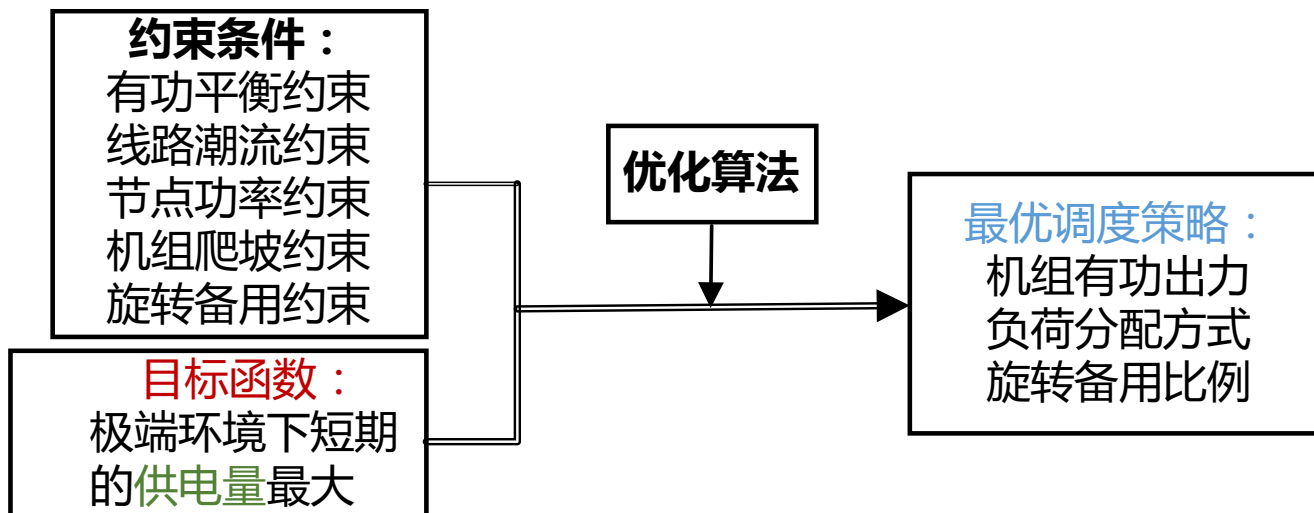 约束条件：
有功平衡约束
线路潮流约束
节点功率约束
机组爬坡约束
旋转备用约束
目标函数：
极端环境下短期
的供电量最大
优化算法
最优调度策略：
机组有功出力
负荷分配方式
旋转备用比例